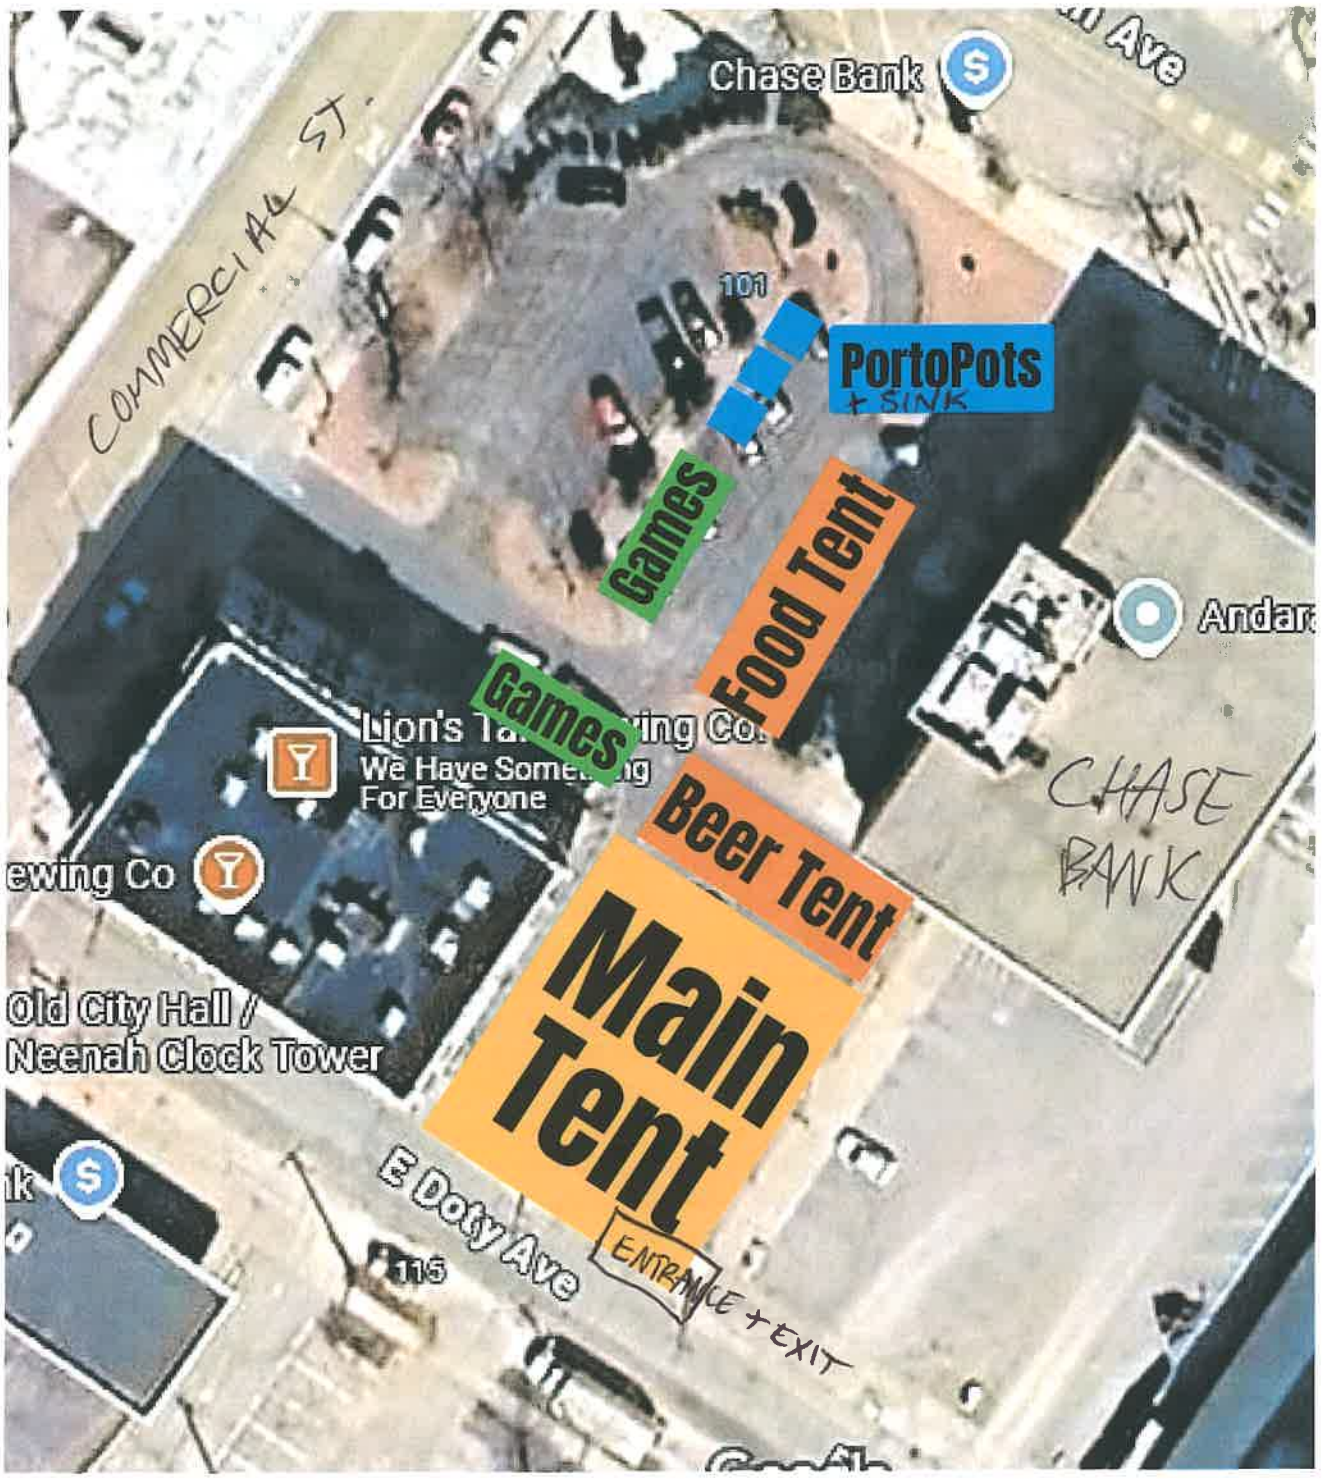 Ave
Chase Bank
$
COMMERCIAL ST.
101
PortoPots
+ SINK
Games
Food Tent
Games
Lion's
ing Co.
We Have Some ng
For Everyone
Andar
CHASE
BANK
Beer Tent
ewing Co
Main
Tent
Old City Hall /
Neenah Clock Tower
$
E Doty Ave
115
ENTRANCE + EXIT